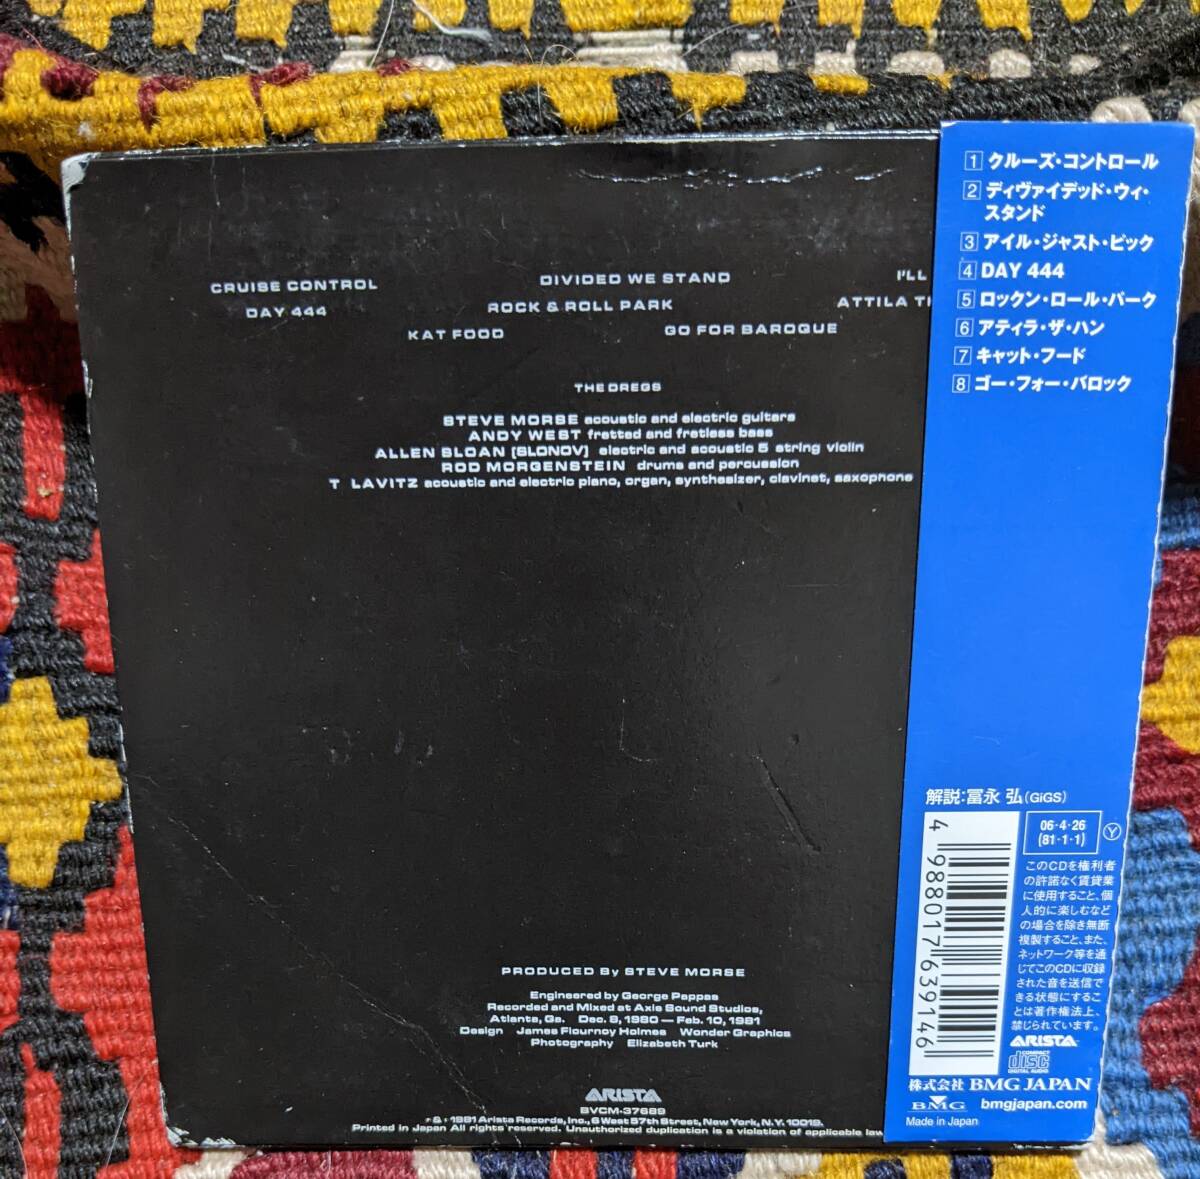 CRUISE CONTROL DIVIDED WE STAND I'LL
DAY 444 ROCK & ROLL PARK ATTILA
KAT FOOD GO FOR BAROQUE
THE DREGS
STEVE MORSE acoustic and electric guitars
ANDY WEST fretted and fretless bass
ALLEN SLOAN [SLONOV] electric and acoustic 5 string violin
ROD MORGENSTEIN drums and percussion
T LAVITZ acoustic and electric piano, organ, synthesizer, clavinet, saxophone
PRODUCED By STEVE MORSE
Engineered by George Pappas
Recorded and Mixed at Axis Sound Studios,
Atlanta, Ga. Dec. 8, 1980 — Feb. 10, 1981
Design James Flournoy Holmes Wonder Graphics
Photography Elizabeth Turk
ARISTA
BVCM-37689
& 1981 Arista Records, Inc., 6 West 57th Street, New York, N.Y. 10019.
Printed in Japan All rights reserved. Unauthorized duplication is a violation of applicable
1 クルーズ・コントロール
2 ディヴァイデッド・ウィ・
スタンド
3 アイル・ジャスト・ピック
4 DAY 444
5 ロックン・ロール・パーク
6 アティラ・ザ・ハン
7 キャット・フード
8 ゴー・フォー・バロック
解説:冨永 弘(GiGS)
4 988017 639146
06・4・26
(81・1・1)
Y
このCDを権利者
の許諾なく賃貸業
に使用すること、個
人的に楽しむなど
の場合を除き無断
複製すること、また、
ネットワーク等を通
じてこのCDに収録
された音を送信で
きる状態にするこ
とは著作権法上、
禁じられています。
ARISTA
COMPACT
disc
DIGITAL AUDIO
株式会社 BMG JAPAN
BMG bmgjapan.com
Made in Japan